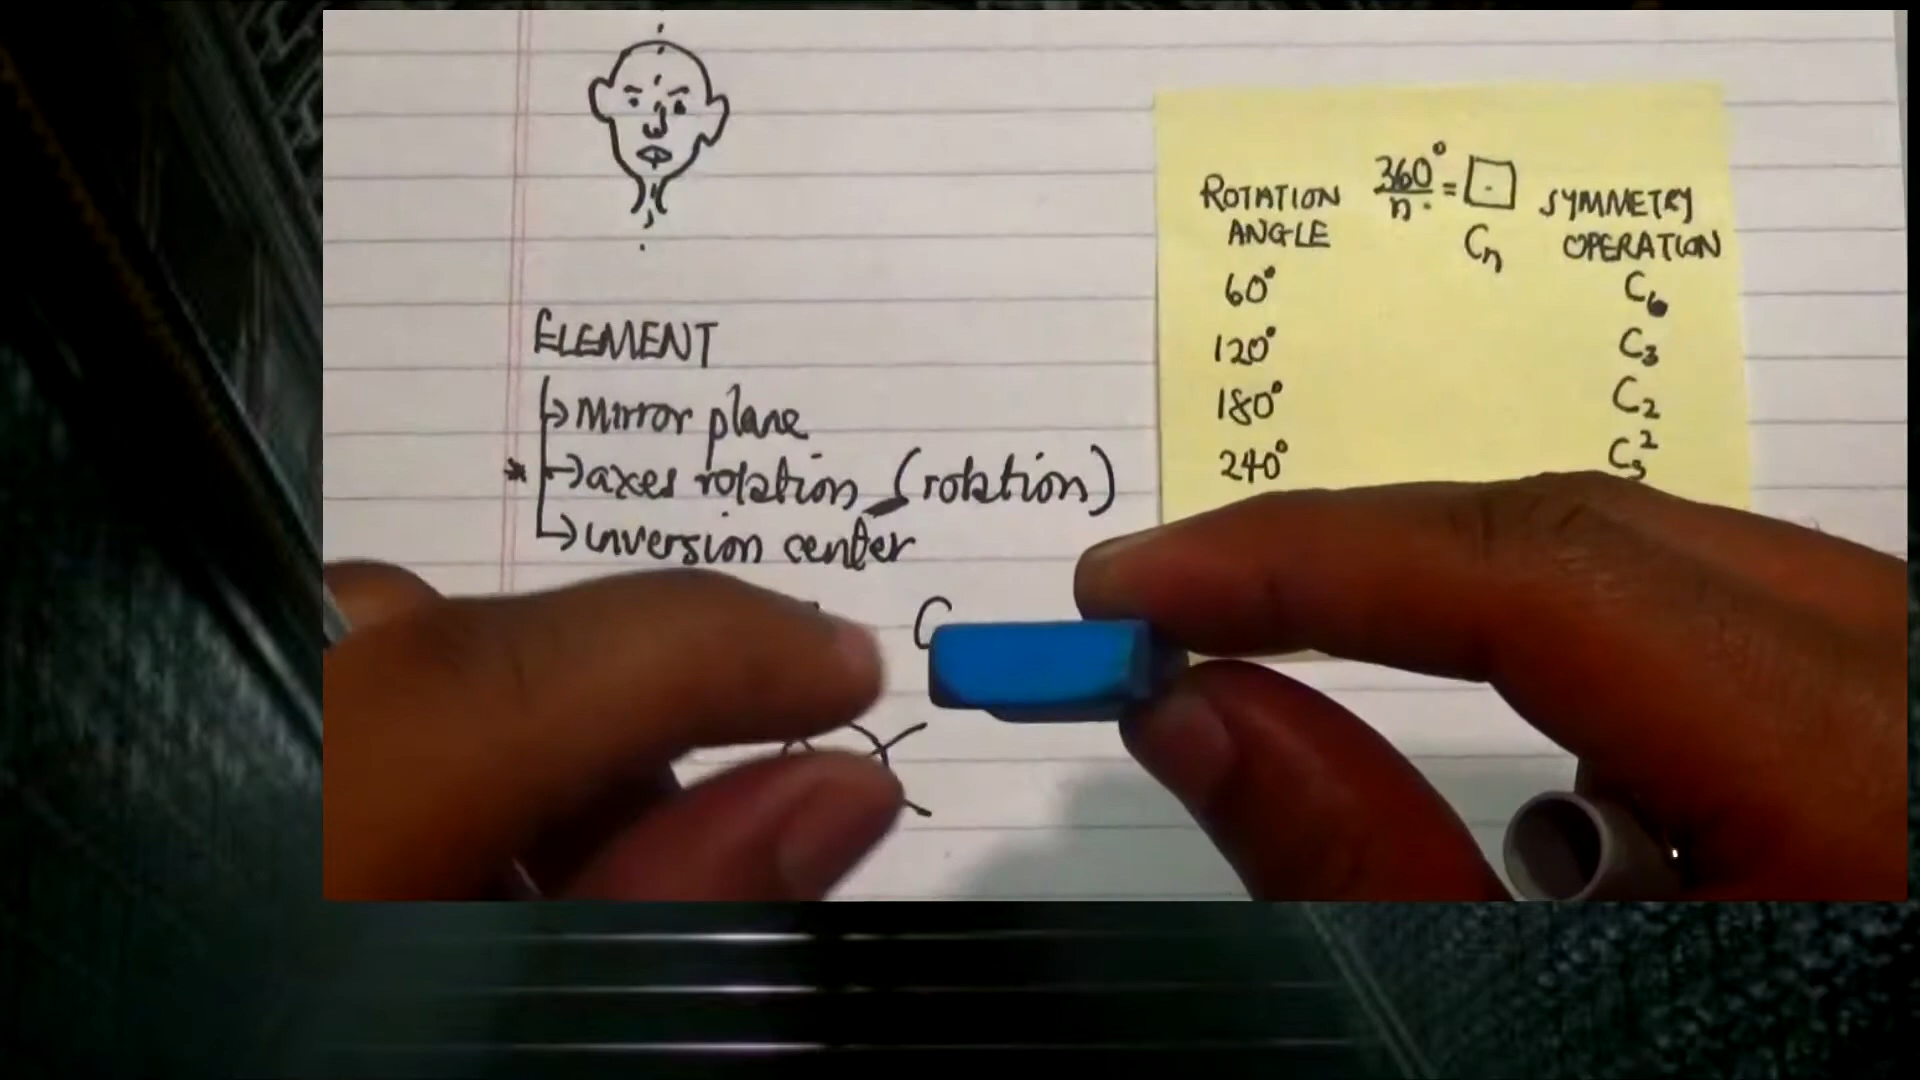 ELEMENT
Mirror plane
* axes rotation (rotation)
inversion center
C
ROTATION ANGLE
360°/n = □
Cn
SYMMETRY OPERATION
60° C6
120° C3
180° C2
240° C3²